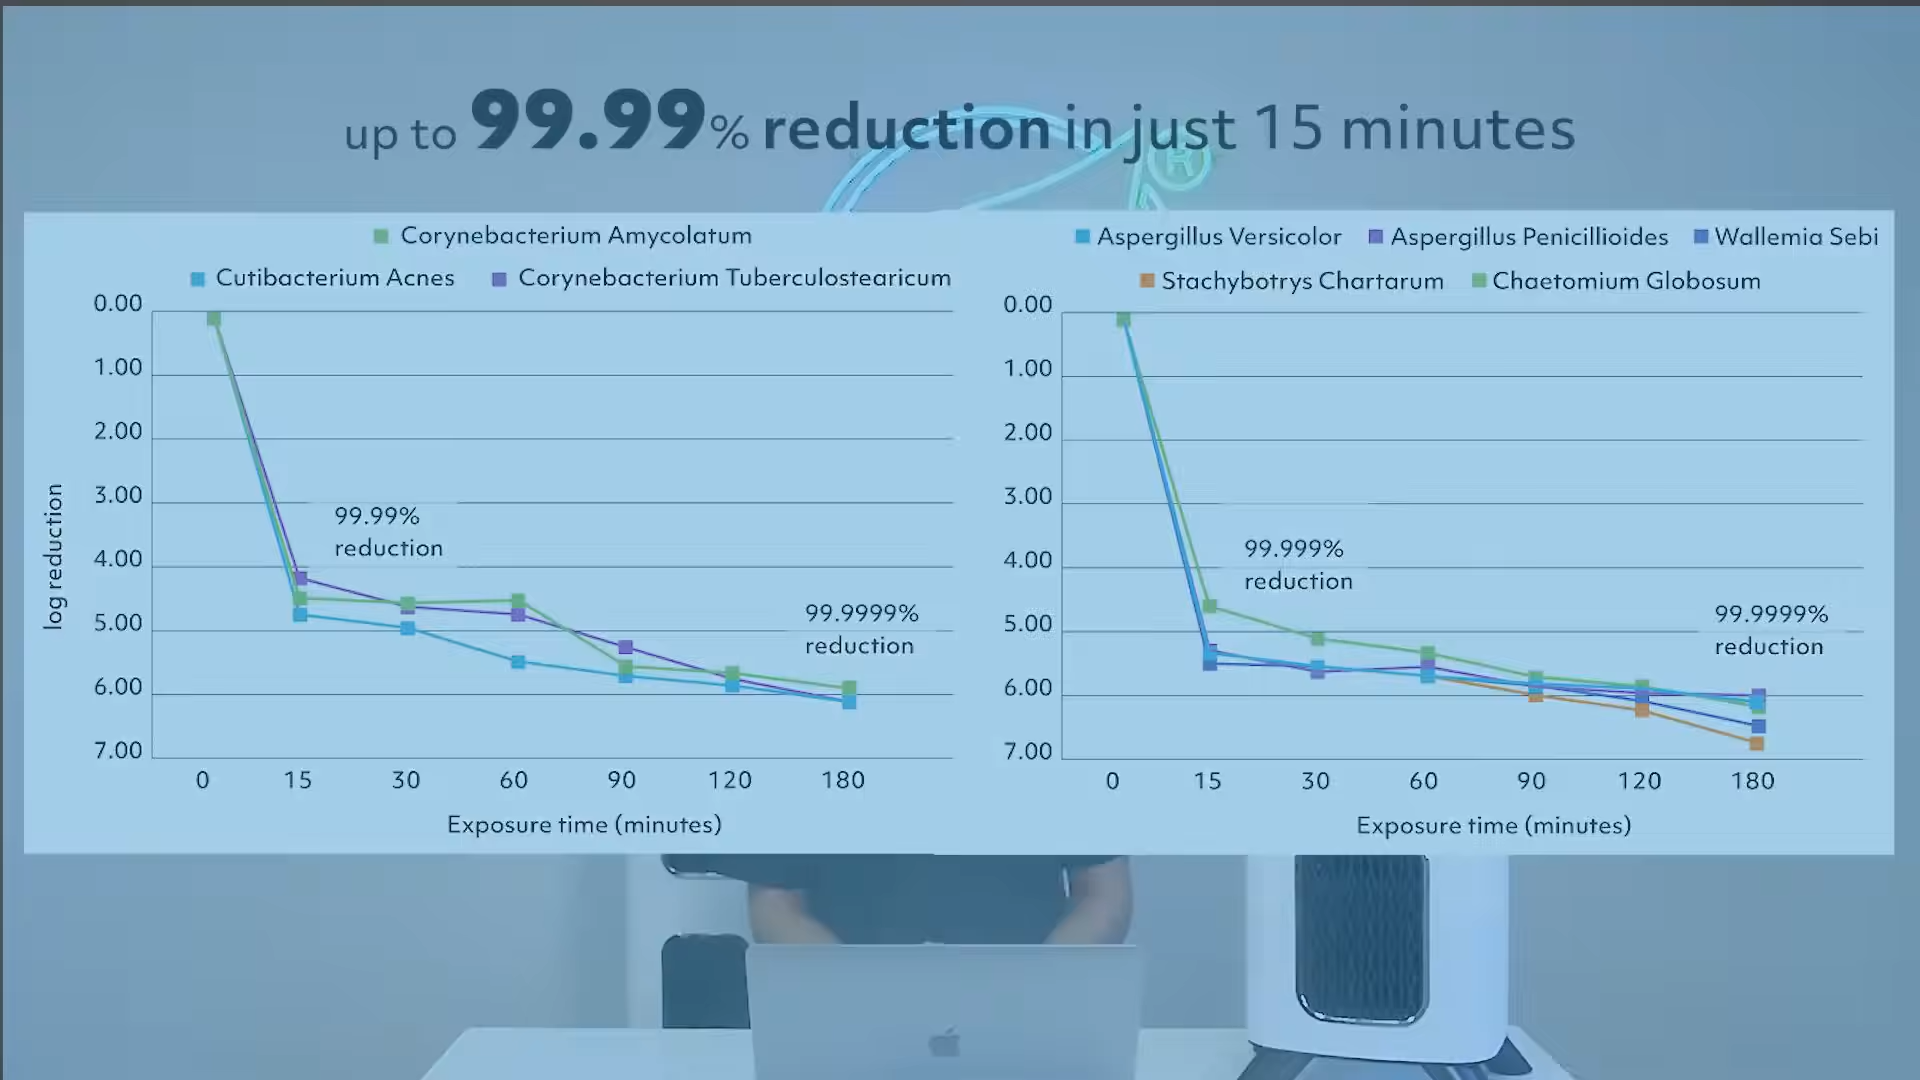 up to 99.99% reduction in just 15 minutes
®
Corynebacterium Amycolatum
Cutibacterium Acnes Corynebacterium Tuberculostearicum
0.00
1.00
2.00
3.00
4.00
5.00
6.00
7.00
log reduction
99.99%
reduction
99.9999%
reduction
0 15 30 60 90 120 180
Exposure time (minutes)
Aspergillus Versicolor Aspergillus Penicillioides Wallemia Sebi
Stachybotrys Chartarum Chaetomium Globosum
0.00
1.00
2.00
3.00
4.00
5.00
6.00
7.00
99.999%
reduction
99.9999%
reduction
0 15 30 60 90 120 180
Exposure time (minutes)